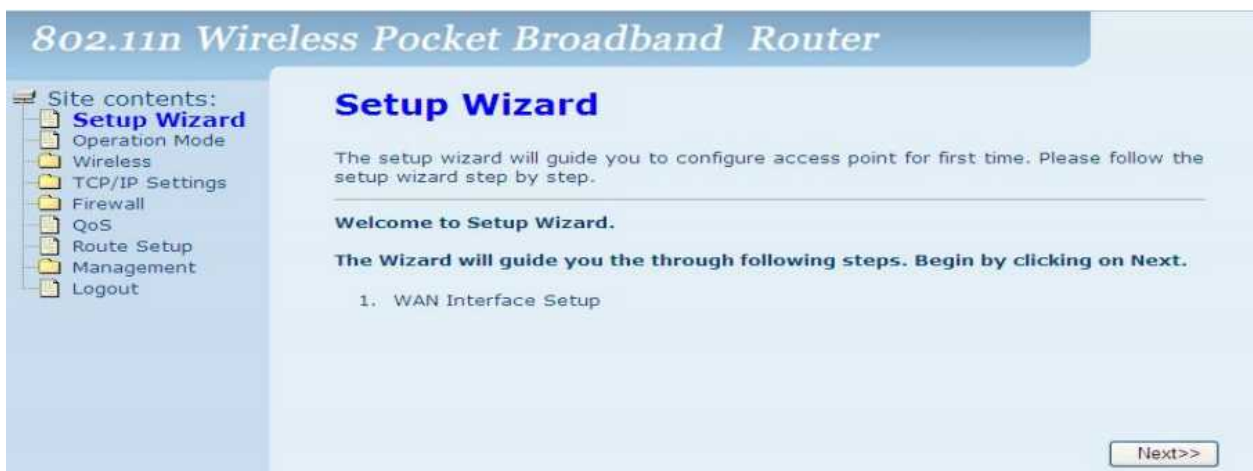 802.11n Wireless Pocket Broadband Router
Site contents:
Setup Wizard
Operation Mode
Wireless
TCP/IP Settings
Firewall
QoS
Route Setup
Management
Logout
Setup Wizard
The setup wizard will guide you to configure access point for first time. Please follow the
setup wizard step by step.
Welcome to Setup Wizard.
The Wizard will guide you the through following steps. Begin by clicking on Next.
1. WAN Interface Setup
Next>>